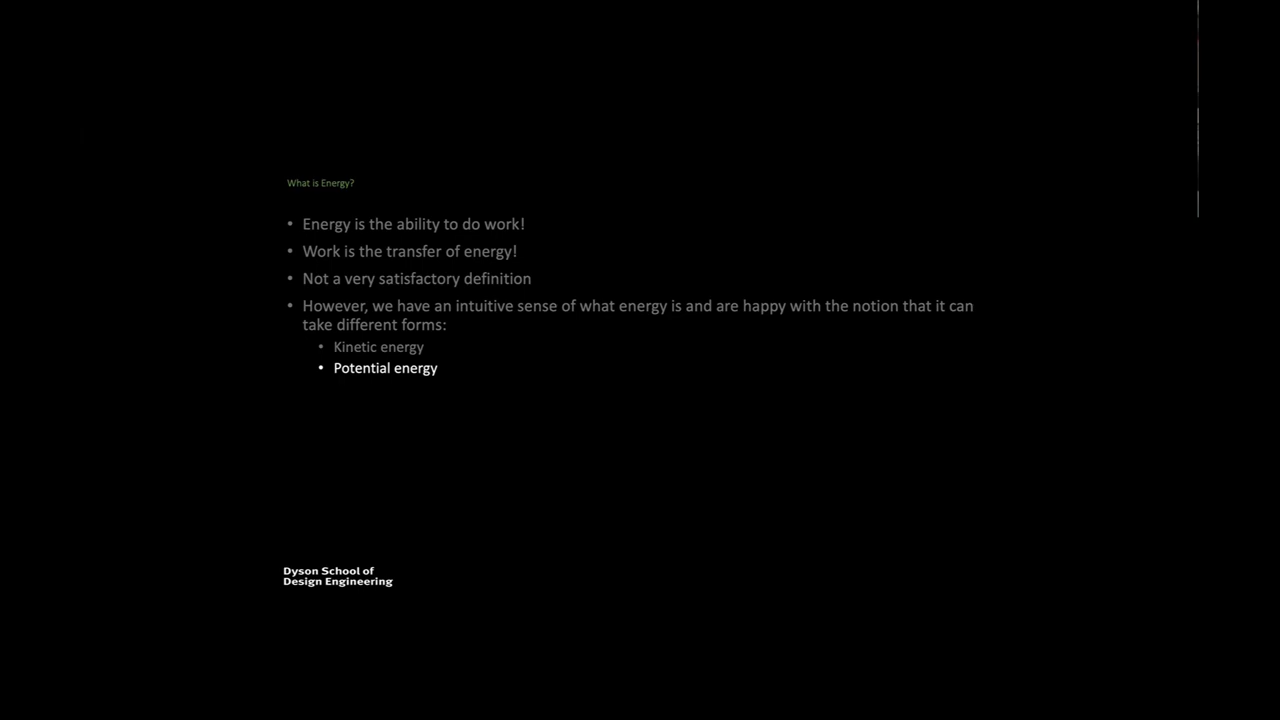 What is Energy?
• Energy is the ability to do work!
• Work is the transfer of energy!
• Not a very satisfactory definition
• However, we have an intuitive sense of what energy is and are happy with the notion that it can
take different forms:
• Kinetic energy
• Potential energy
Dyson School of
Design Engineering